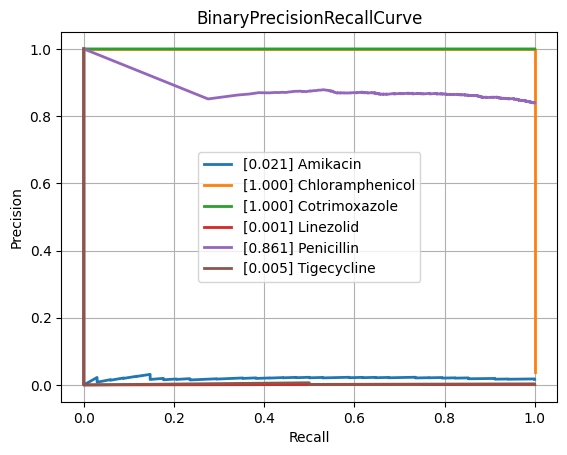 BinaryPrecisionRecallCurve
1.0
0.8
0.6
0.4
0.2
0.0
Precision
[0.021] Amikacin
[1.000] Chloramphenicol
[1.000] Cotrimoxazole
[0.001] Linezolid
[0.861] Penicillin
[0.005] Tigecycline
0.0 0.2 0.4 0.6 0.8 1.0
Recall